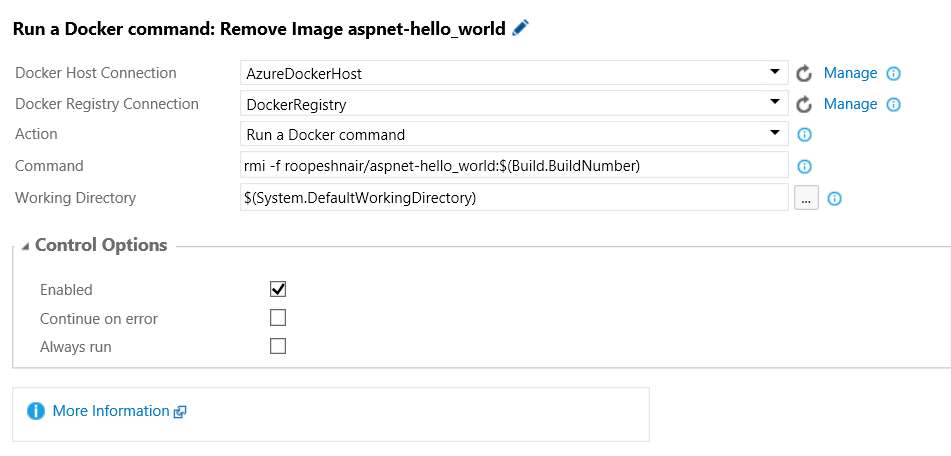 Run a Docker command: Remove Image aspnet-hello_world
Docker Host Connection AzureDockerHost Manage
Docker Registry Connection DockerRegistry Manage
Action Run a Docker command
Command rmi -f roopeshnair/aspnet-hello_world:$(Build.BuildNumber)
Working Directory $(System.DefaultWorkingDirectory) ...
Control Options
Enabled
Continue on error
Always run
More Information